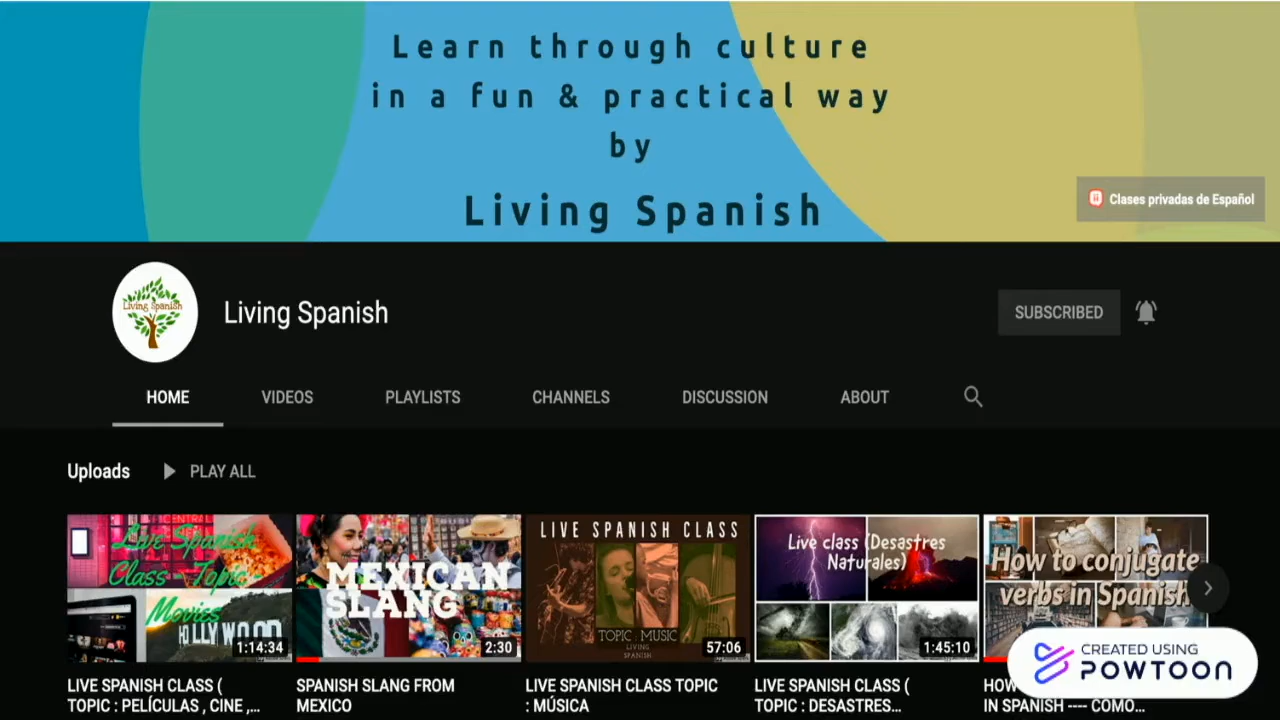 Learn through culture
in a fun & practical way
by
Living Spanish
Clases privadas de Español
Living Spanish
Living Spanish
SUBSCRIBED
HOME
VIDEOS
PLAYLISTS
CHANNELS
DISCUSSION
ABOUT
Uploads
PLAY ALL
Live Spanish
Class - Topic -
Movies
HOLLYWOOD
1:14:34
LIVE SPANISH CLASS (
TOPIC : PELÍCULAS , CINE ,...
MEXICAN
SLANG
2:30
SPANISH SLANG FROM
MEXICO
LIVE SPANISH CLASS
TOPIC : MUSIC
LIVING
SPANISH
57:06
LIVE SPANISH CLASS TOPIC
: MÚSICA
Live class (Desastres
Naturales)
1:45:10
LIVE SPANISH CLASS (
TOPIC : DESASTRES...
How to conjugate
verbs in Spanish
HOW
IN SPANISH ---- COMO...
CREATED USING
POWTOON